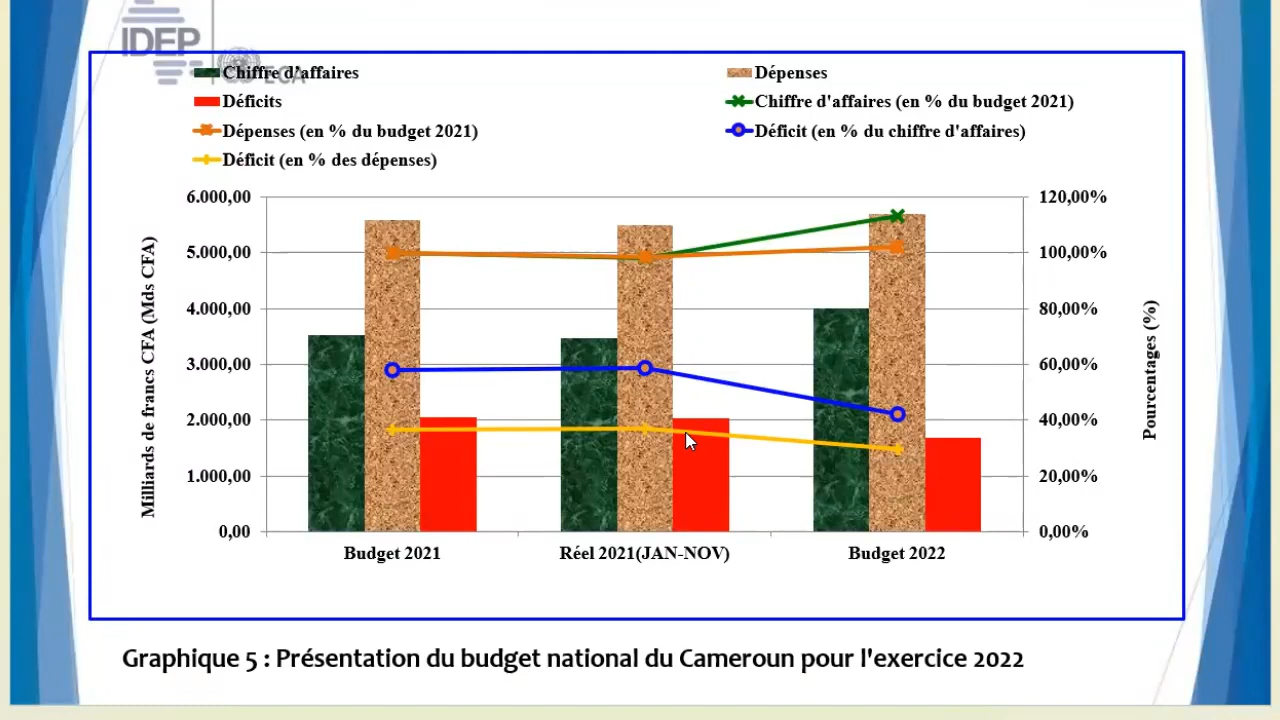 IDEP
ECA
Chiffre d'affaires
Dépenses
Déficits
Chiffre d'affaires (en % du budget 2021)
Dépenses (en % du budget 2021)
Déficit (en % du chiffre d'affaires)
Déficit (en % des dépenses)
Milliards de francs CFA (Mds CFA)
6.000,00
5.000,00
4.000,00
3.000,00
2.000,00
1.000,00
0,00
120,00%
100,00%
80,00%
60,00%
40,00%
20,00%
0,00%
Pourcentages (%)
Budget 2021
Réel 2021(JAN-NOV)
Budget 2022
Graphique 5 : Présentation du budget national du Cameroun pour l'exercice 2022